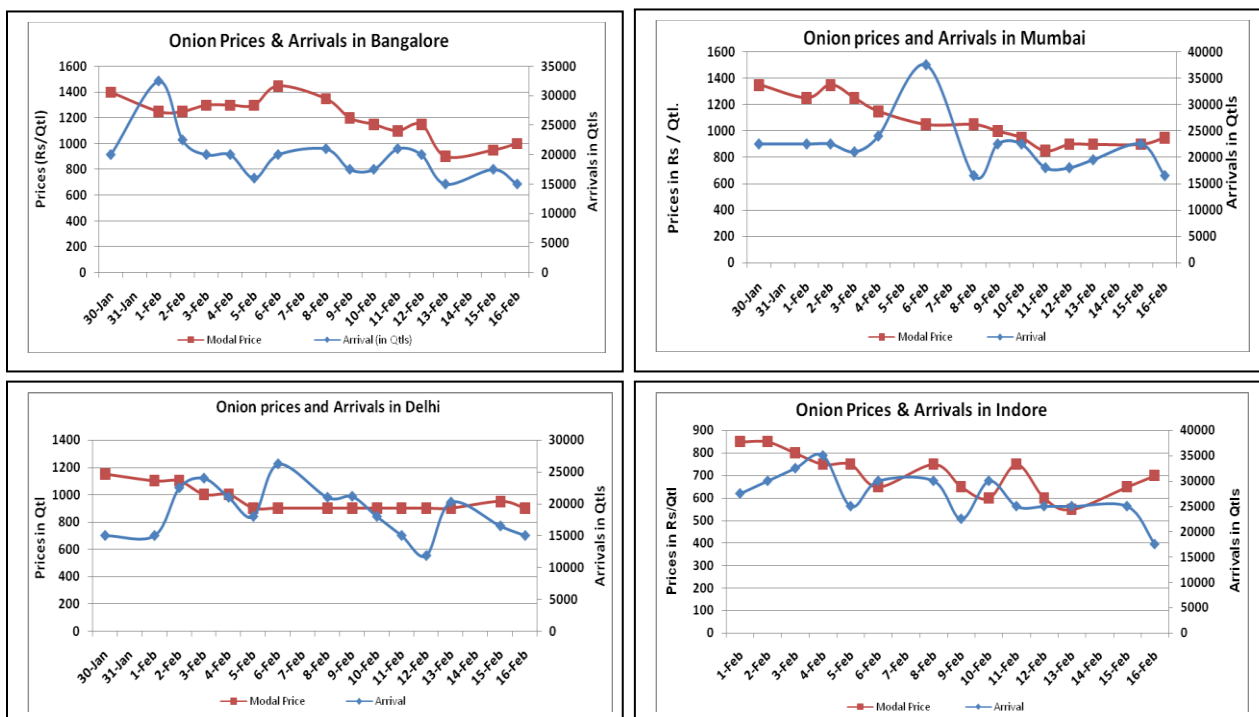 Onion Prices & Arrivals in Bangalore
Prices (Rs/Qtl)
1600
1400
1200
1000
800
600
400
200
0
35000
30000
25000
20000
15000
10000
5000
0
Arrivals in Qtls
30-Jan
31-Jan
1-Feb
2-Feb
3-Feb
4-Feb
5-Feb
6-Feb
7-Feb
8-Feb
9-Feb
10-Feb
11-Feb
12-Feb
13-Feb
14-Feb
15-Feb
16-Feb
Modal Price
Arrival (in Qtls)
Onion prices and Arrivals in Mumbai
Prices in Rs / Qtl.
1600
1400
1200
1000
800
600
400
200
0
40000
35000
30000
25000
20000
15000
10000
5000
0
Arrivals in Qtls
30-Jan
31-Jan
1-Feb
2-Feb
3-Feb
4-Feb
5-Feb
6-Feb
7-Feb
8-Feb
9-Feb
10-Feb
11-Feb
12-Feb
13-Feb
14-Feb
15-Feb
16-Feb
Modal Price
Arrival
Onion prices and Arrivals in Delhi
Prices in Qtl
1400
1200
1000
800
600
400
200
0
30000
25000
20000
15000
10000
5000
0
Arrivals in Qtls
30-Jan
31-Jan
1-Feb
2-Feb
3-Feb
4-Feb
5-Feb
6-Feb
7-Feb
8-Feb
9-Feb
10-Feb
11-Feb
12-Feb
13-Feb
14-Feb
15-Feb
16-Feb
Modal Price
Arrival
Onion Prices & Arrivals in Indore
Prices in Rs/Qtl
900
800
700
600
500
400
300
200
100
0
40000
35000
30000
25000
20000
15000
10000
5000
0
Arrivals in Qtls
1-Feb
2-Feb
3-Feb
4-Feb
5-Feb
6-Feb
7-Feb
8-Feb
9-Feb
10-Feb
11-Feb
12-Feb
13-Feb
14-Feb
15-Feb
16-Feb
Modal Price
Arrival